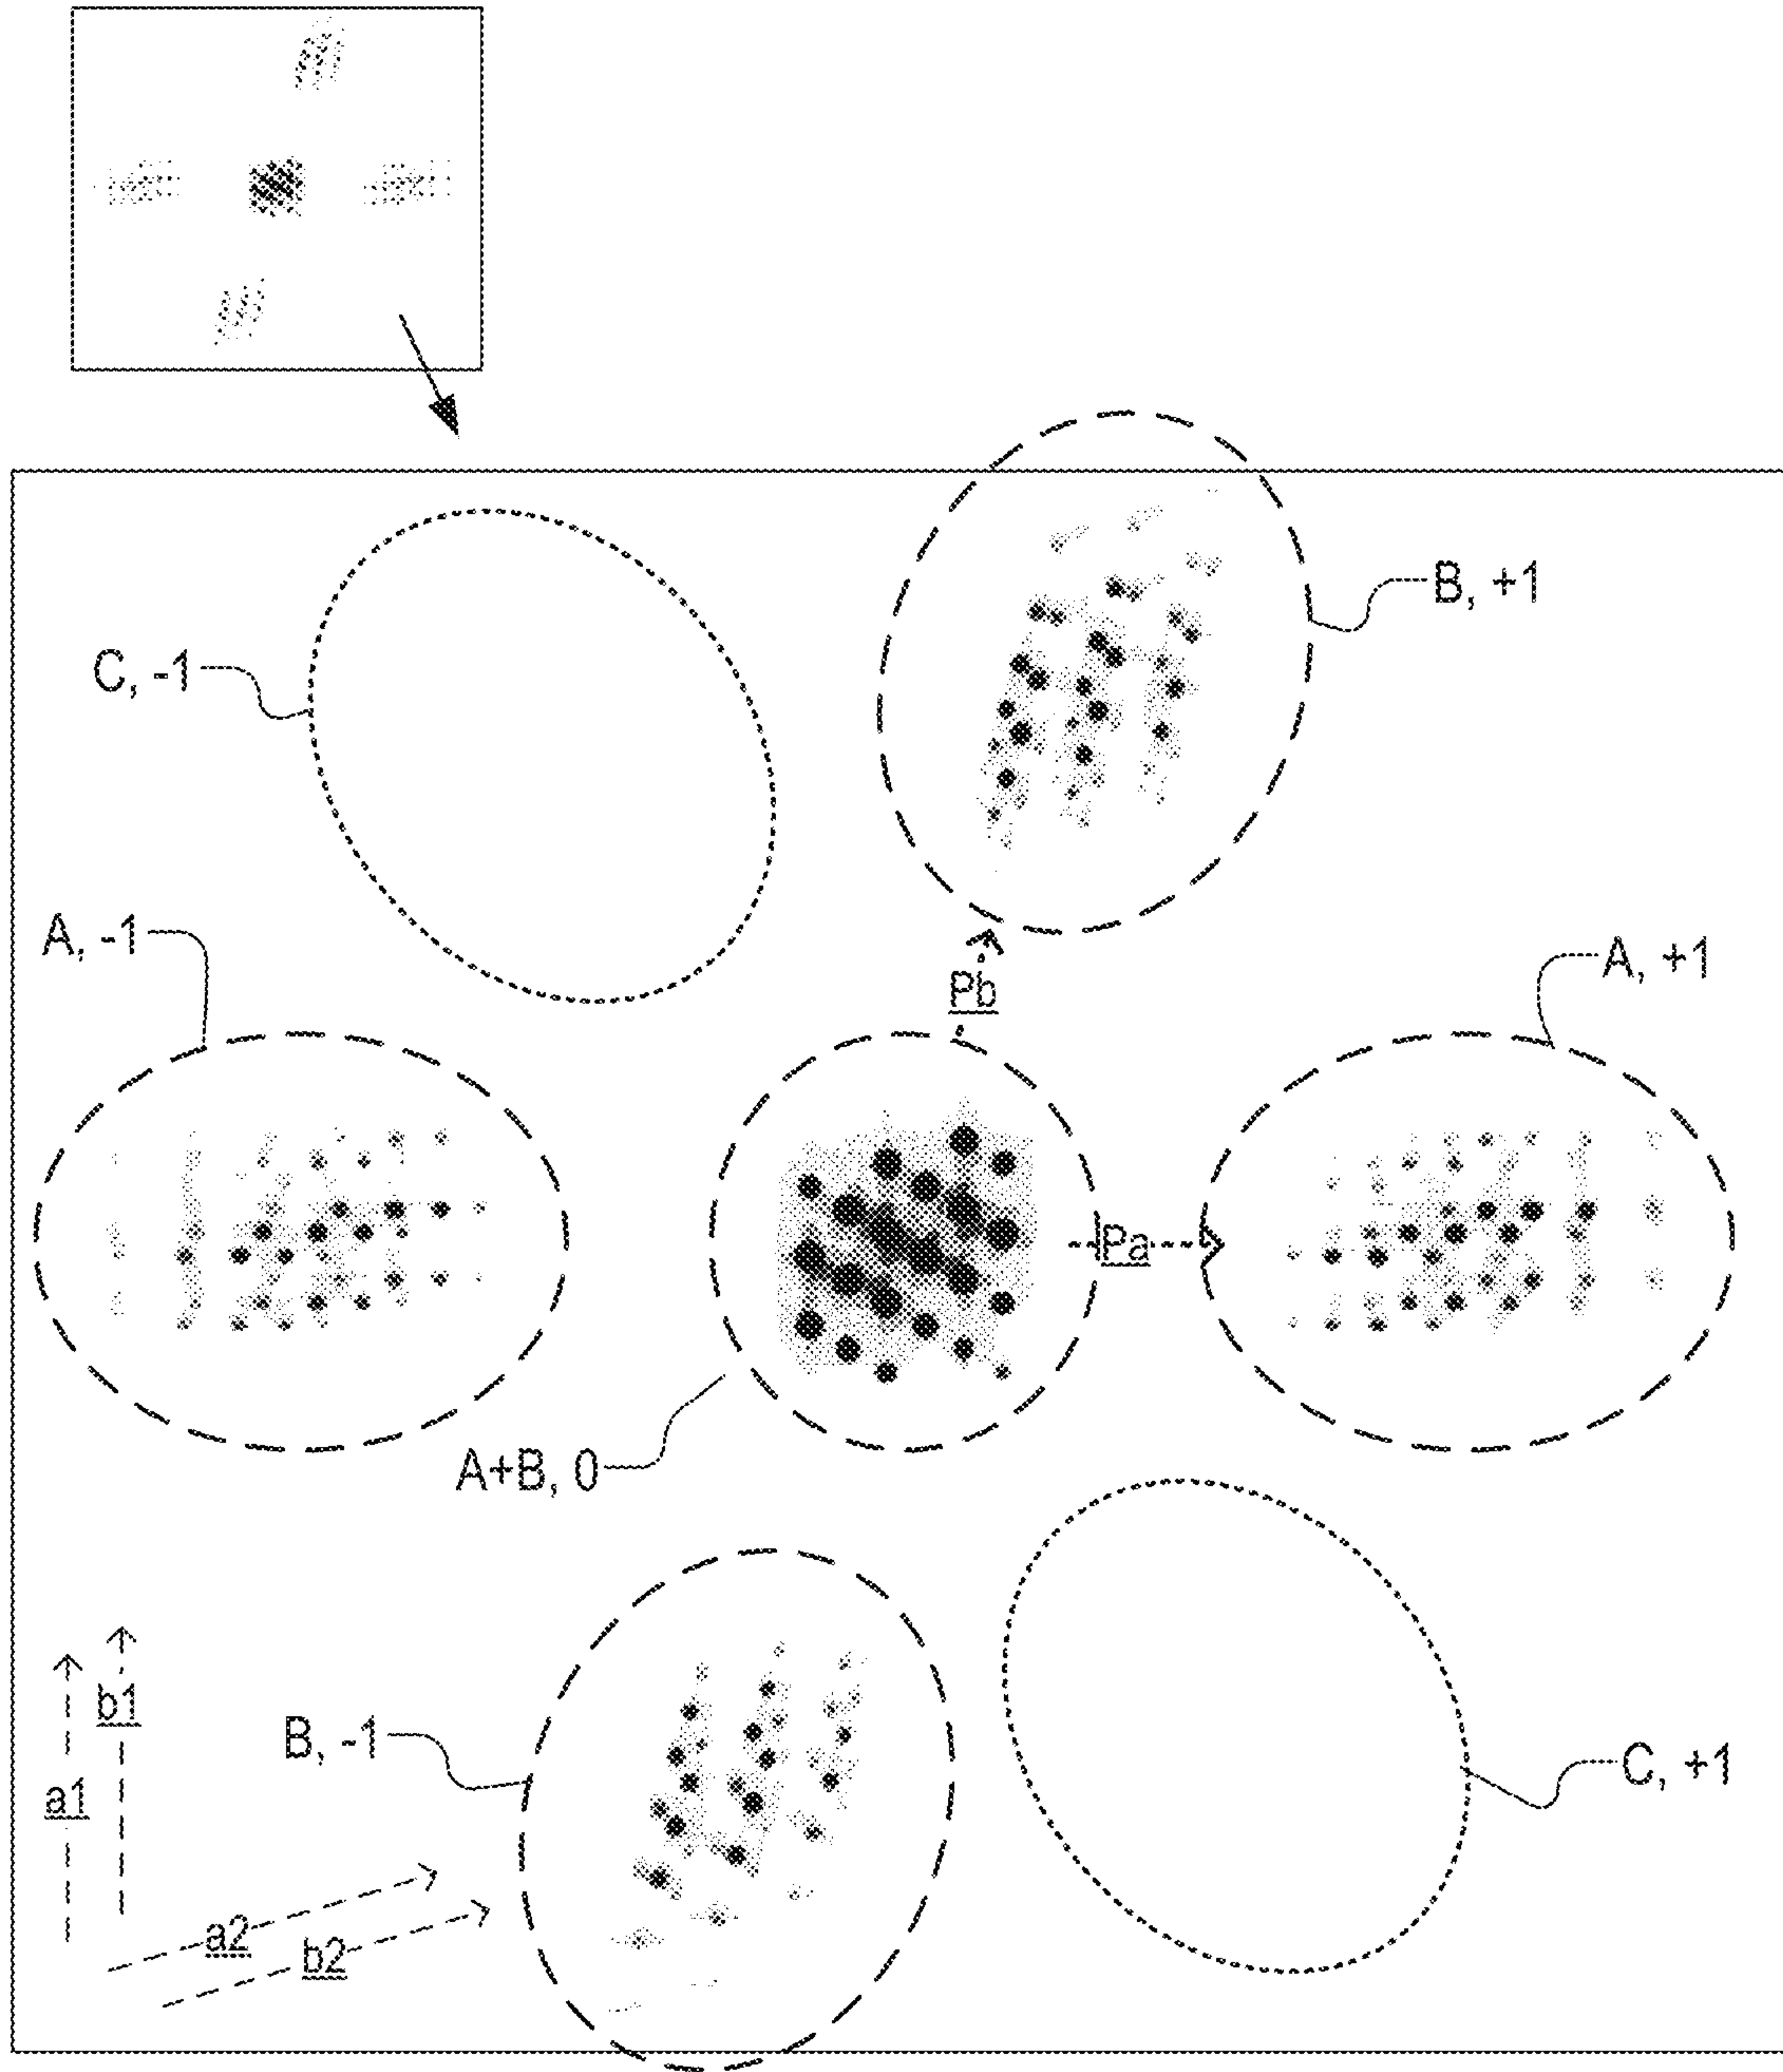 B, +1
C, -1
A, -1
A, +1
Pb
Pa
A+B, 0
b1
B, -1
C, +1
a1
a2
b2